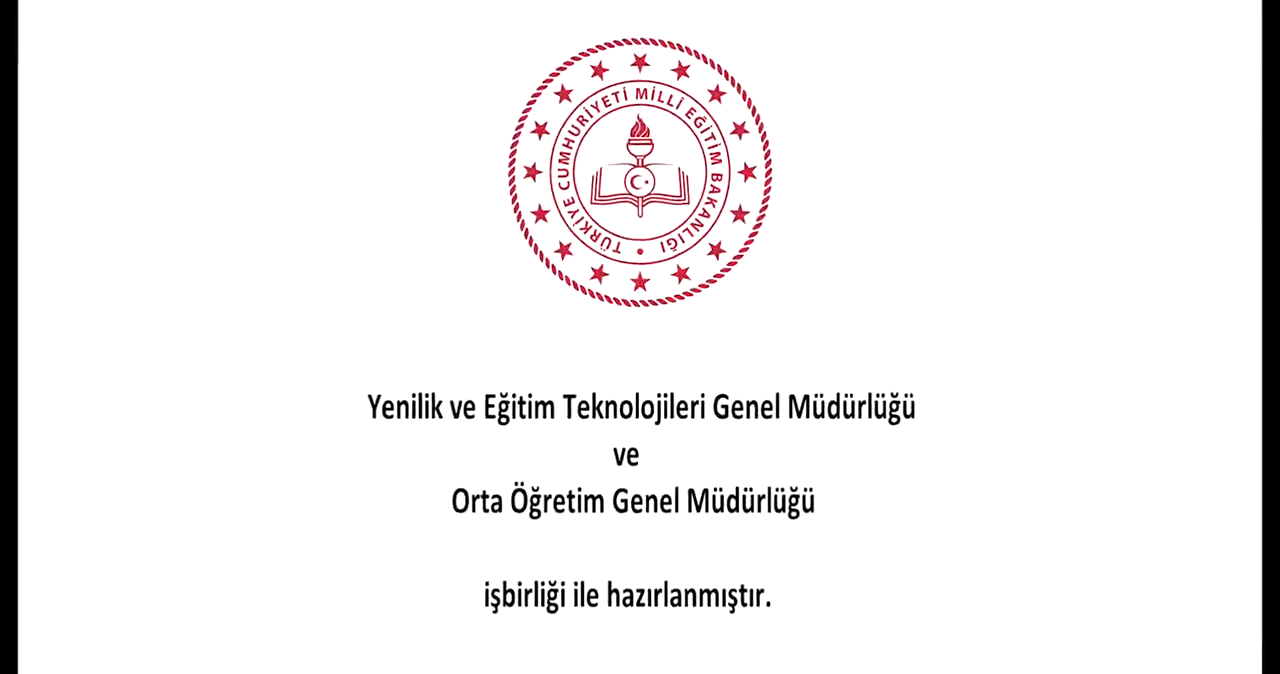 TÜRKİYE CUMHURİYETİ MİLLİ EĞİTİM BAKANLIĞI
Yenilik ve Eğitim Teknolojileri Genel Müdürlüğü
ve
Orta Öğretim Genel Müdürlüğü
işbirliği ile hazırlanmıştır.